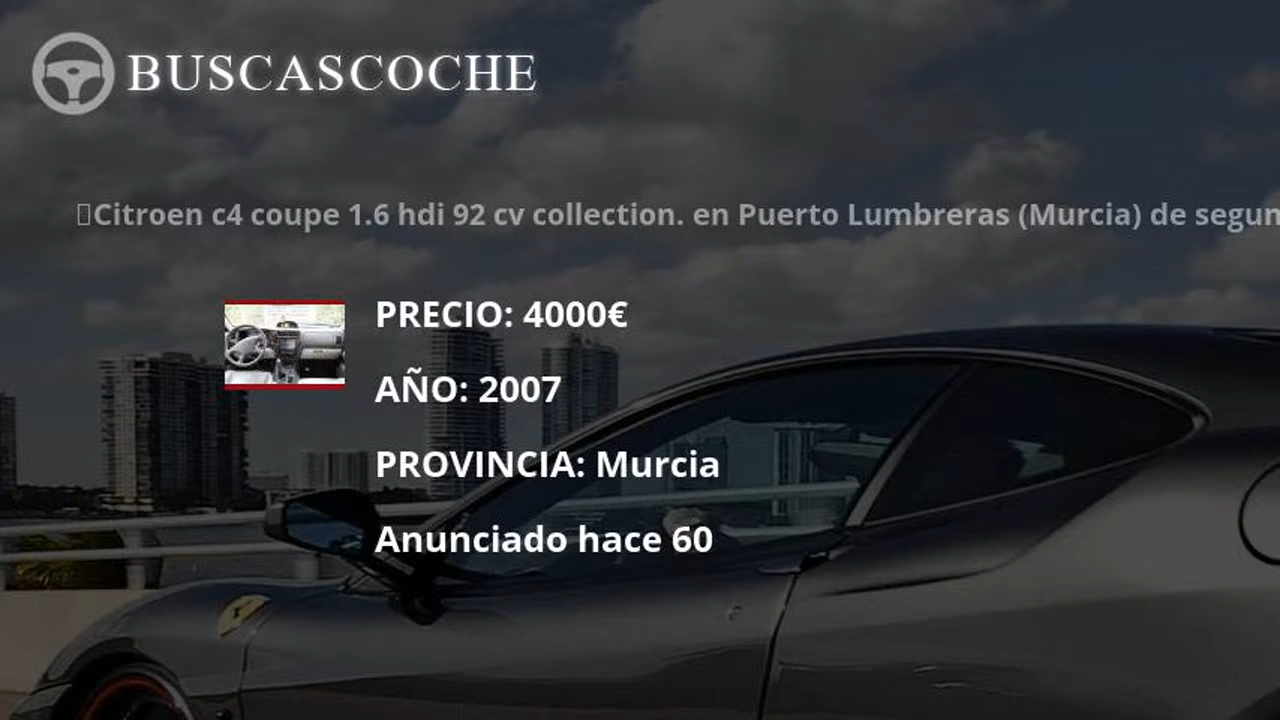 BUSCASCOCHE
Citroen c4 coupe 1.6 hdi 92 cv collection. en Puerto Lumbreras (Murcia) de segun
PRECIO: 4000€
AÑO: 2007
PROVINCIA: Murcia
Anunciado hace 60